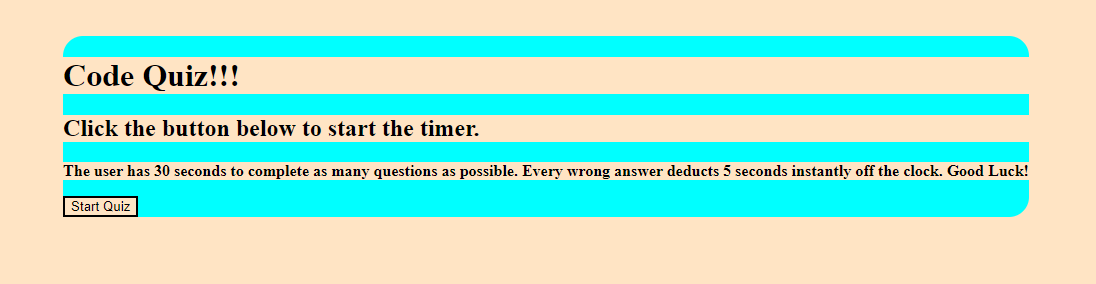 Code Quiz!!!
Click the button below to start the timer.
The user has 30 seconds to complete as many questions as possible. Every wrong answer deducts 5 seconds instantly off the clock. Good Luck!
Start Quiz